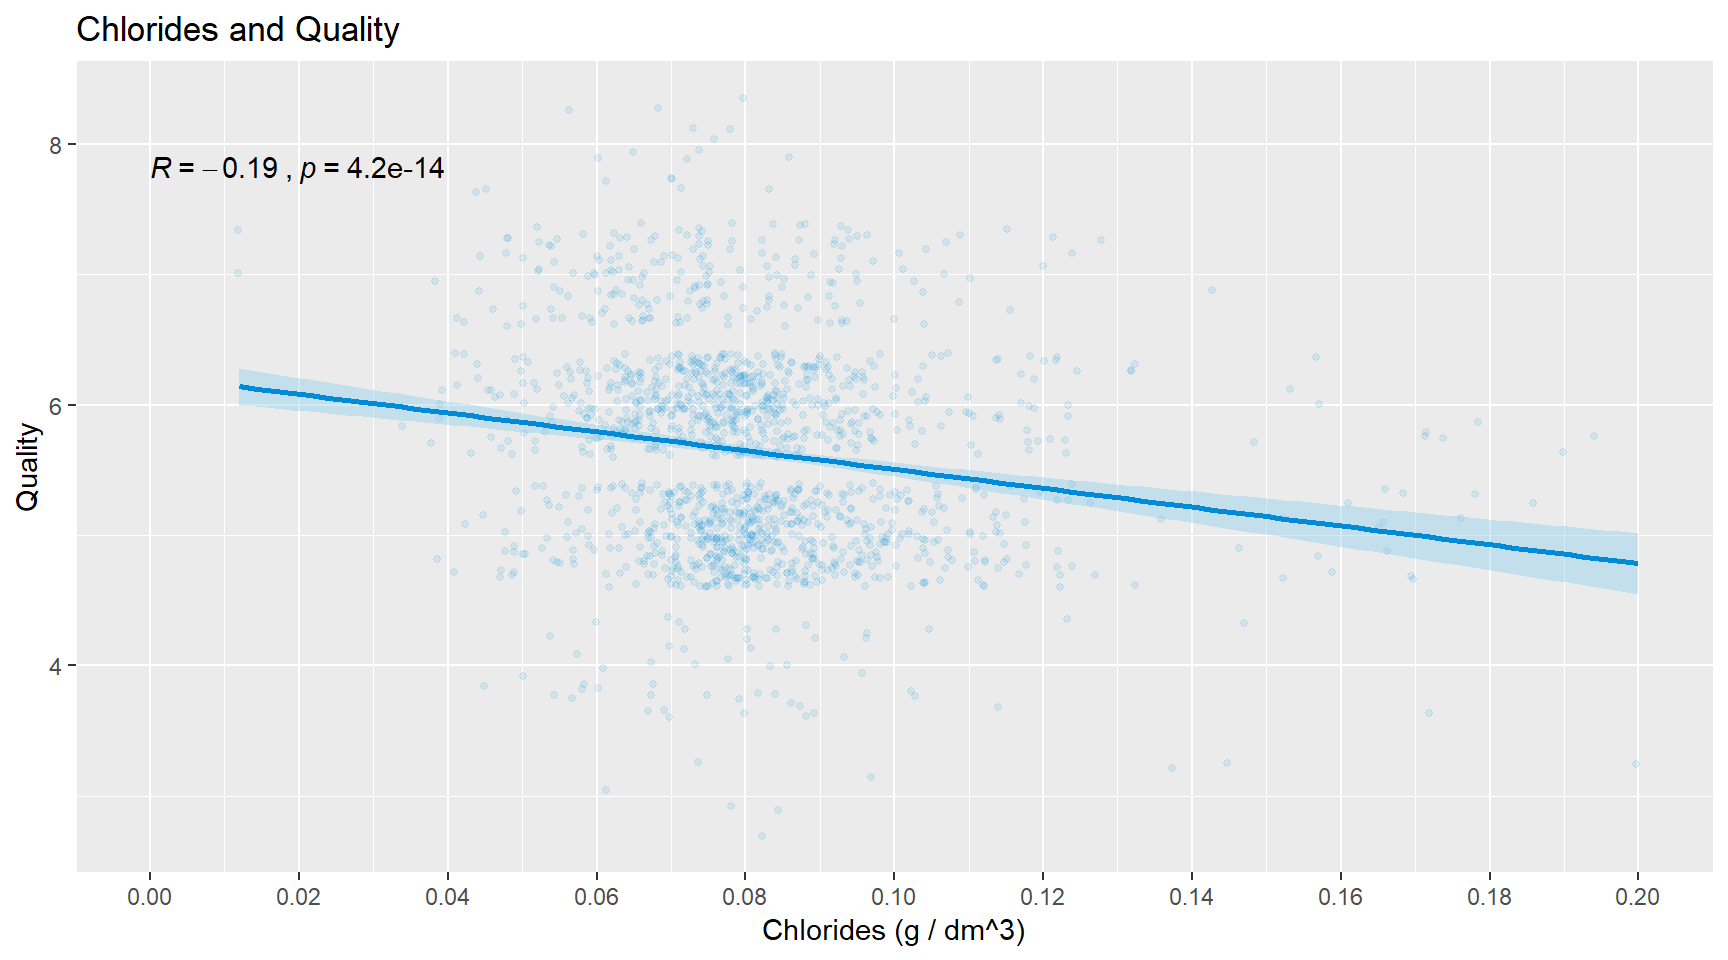 Chlorides and Quality
R = −0.19 , p = 4.2e-14
8
6
4
Quality
0.00 0.02 0.04 0.06 0.08 0.10 0.12 0.14 0.16 0.18 0.20
Chlorides (g / dm^3)